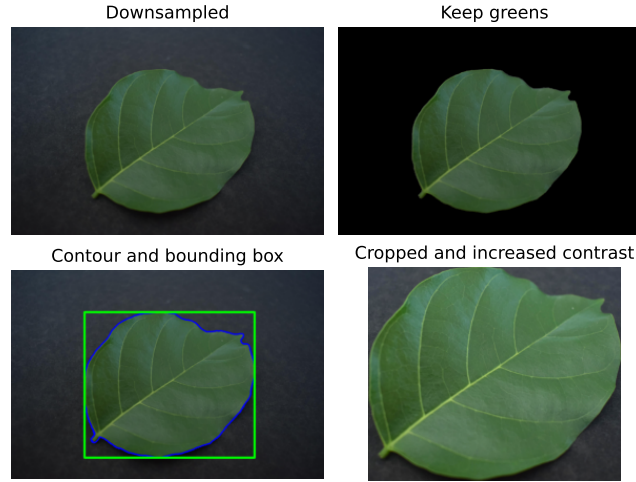 Downsampled
Keep greens
Contour and bounding box
Cropped and increased contrast